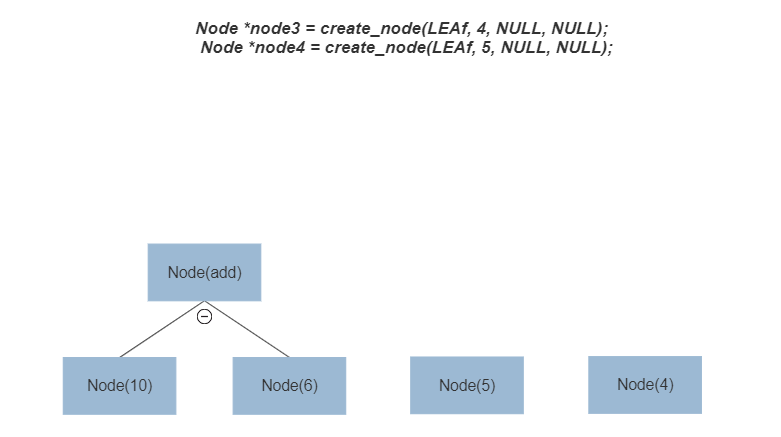 Node *node3 = create_node(LEAf, 4, NULL, NULL);
Node *node4 = create_node(LEAf, 5, NULL, NULL);
Node(add)
Node(10)
Node(6)
Node(5)
Node(4)